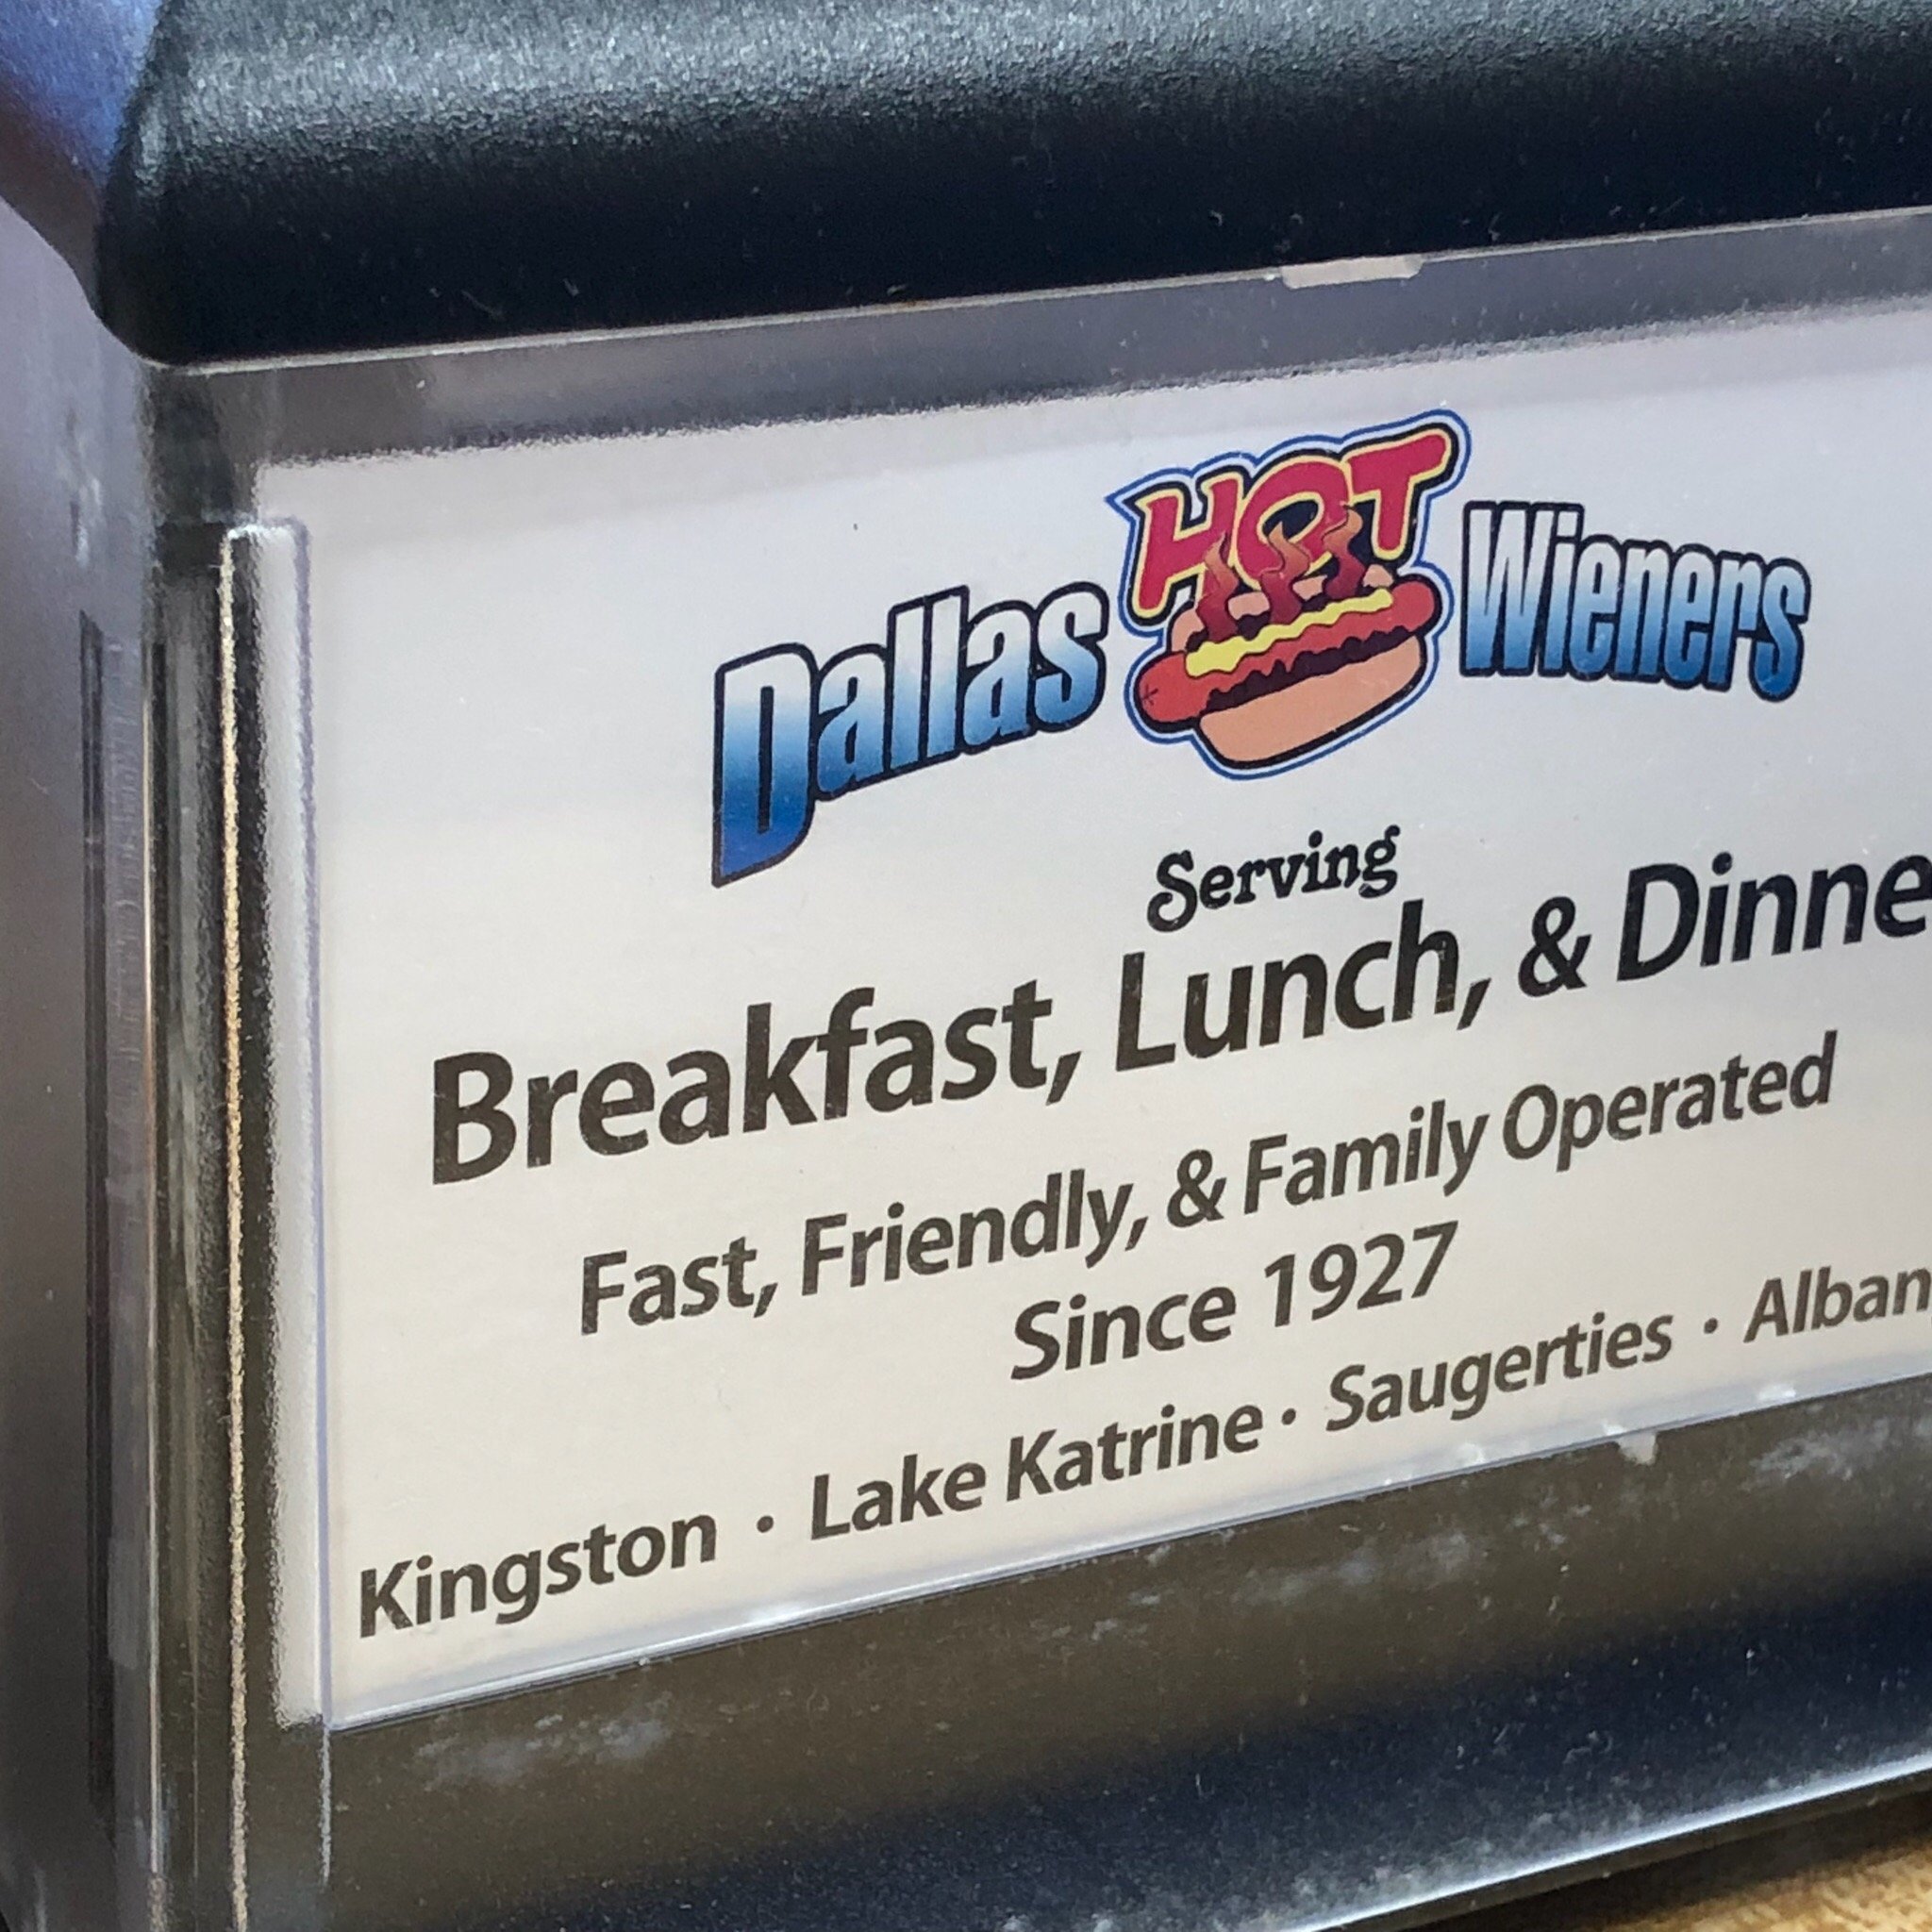 Dallas HOT Wieners
Serving
Breakfast, Lunch, & Dinne
Fast, Friendly, & Family Operated
Since 1927
Kingston · Lake Katrine · Saugerties · Alban